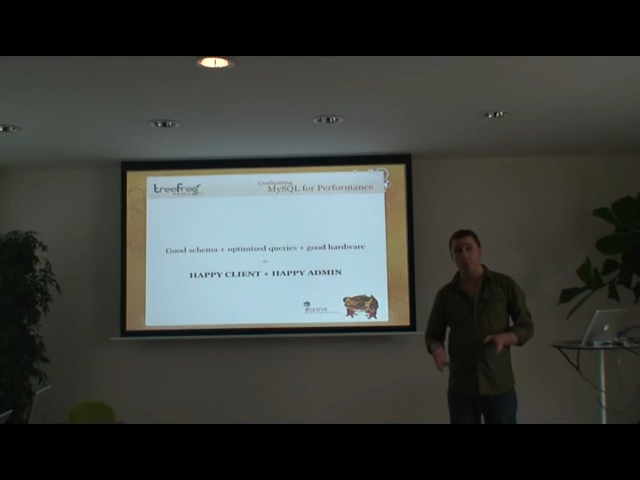 treefrog
Configuring
MySQL for Performance
Good schema + optimized queries + good hardware
=
HAPPY CLIENT + HAPPY ADMIN